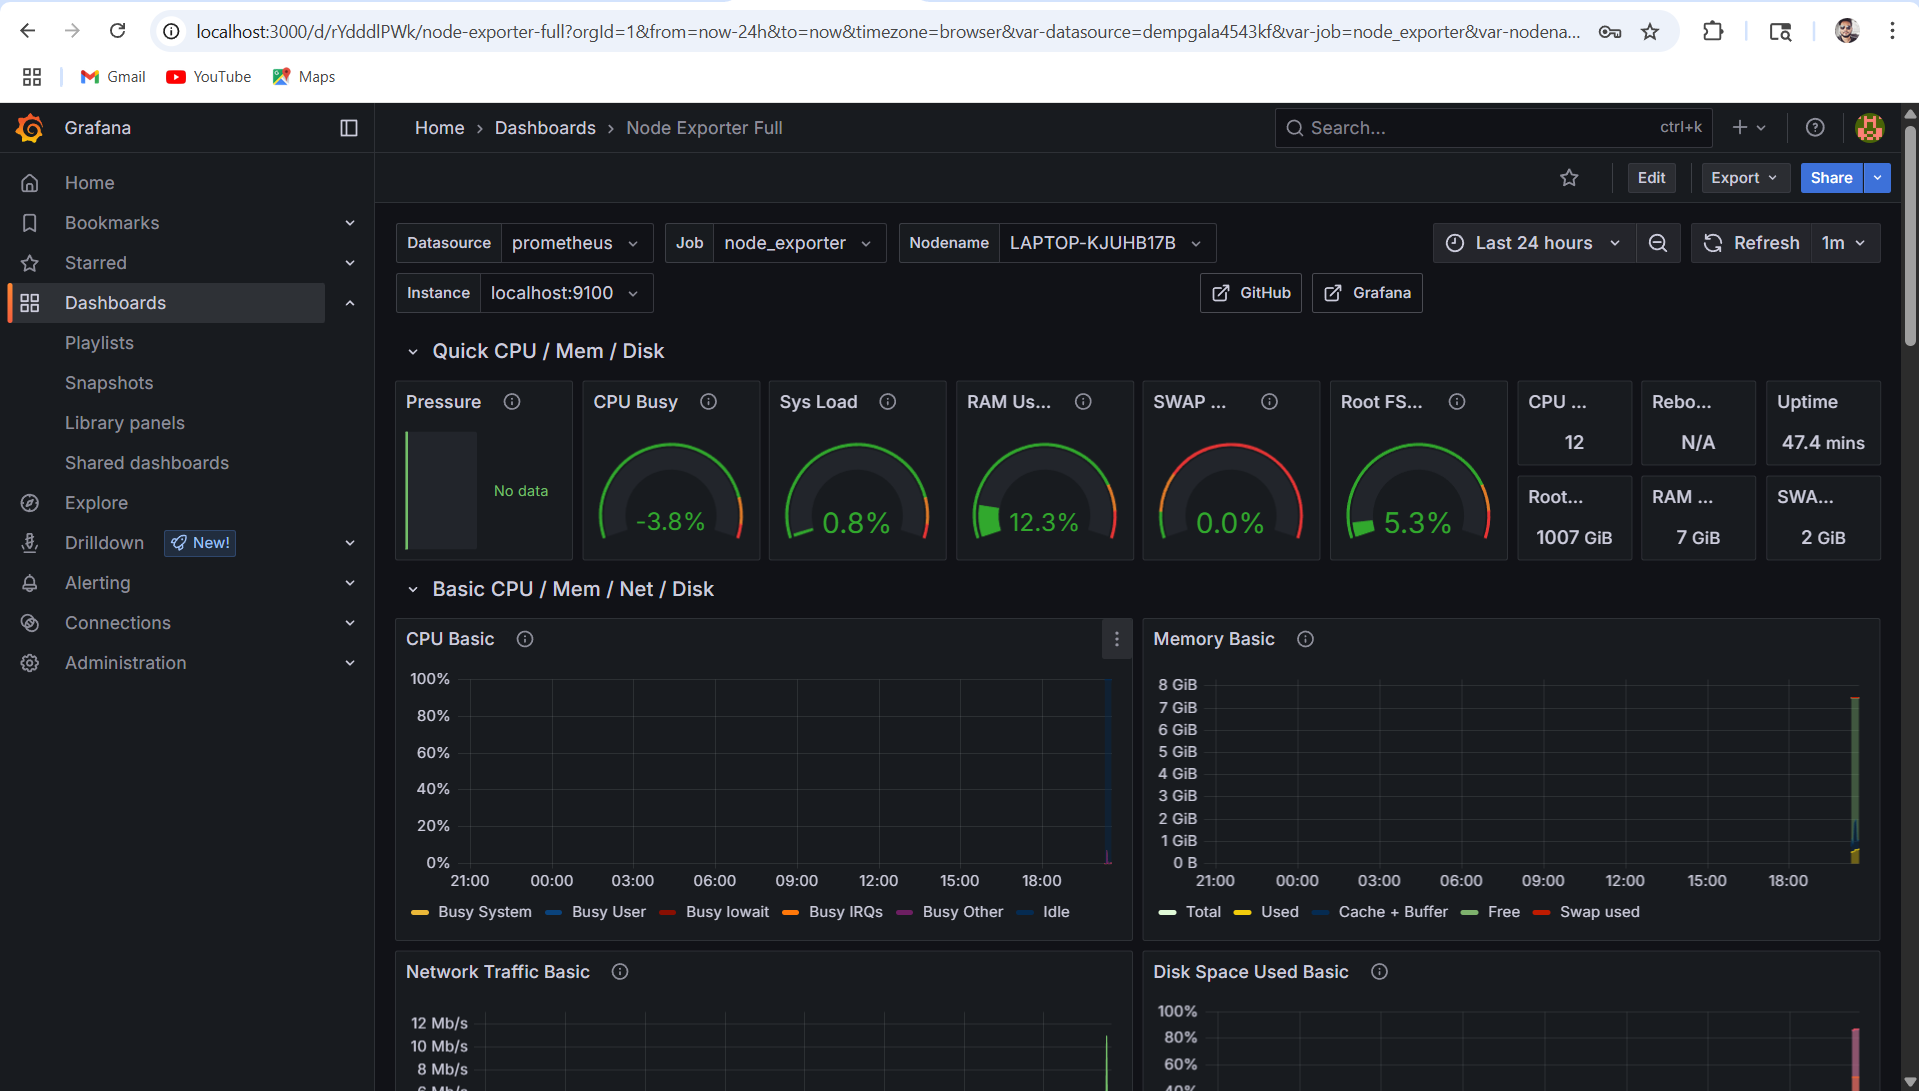 localhost:3000/d/rYdddlPWk/node-exporter-full?orgId=1&from=now-24h&to=now&timezone=browser&var-datasource=dempgala4543kf&var-job=node_exporter&var-nodena...
Gmail YouTube Maps
Grafana
Home
Bookmarks
Starred
Dashboards
Playlists
Snapshots
Library panels
Shared dashboards
Explore
Drilldown New!
Alerting
Connections
Administration
Home › Dashboards › Node Exporter Full
Search... ctrl+k
Edit Export Share
Datasource prometheus Job node_exporter Nodename LAPTOP-KJUHB17B Last 24 hours Refresh 1m
Instance localhost:9100 GitHub Grafana
Quick CPU / Mem / Disk
Pressure
No data
CPU Busy
-3.8%
Sys Load
0.8%
RAM Us...
12.3%
SWAP ...
0.0%
Root FS...
5.3%
CPU ...
12
Rebo...
N/A
Uptime
47.4 mins
Root...
1007 GiB
RAM ...
7 GiB
SWA...
2 GiB
Basic CPU / Mem / Net / Disk
CPU Basic
100%
80%
60%
40%
20%
0%
21:00 00:00 03:00 06:00 09:00 12:00 15:00 18:00
Busy System Busy User Busy Iowait Busy IRQs Busy Other Idle
Memory Basic
8 GiB
7 GiB
6 GiB
5 GiB
4 GiB
3 GiB
2 GiB
1 GiB
0 B
21:00 00:00 03:00 06:00 09:00 12:00 15:00 18:00
Total Used Cache + Buffer Free Swap used
Network Traffic Basic
12 Mb/s
10 Mb/s
8 Mb/s
6 Mb/s
Disk Space Used Basic
100%
80%
60%
40%